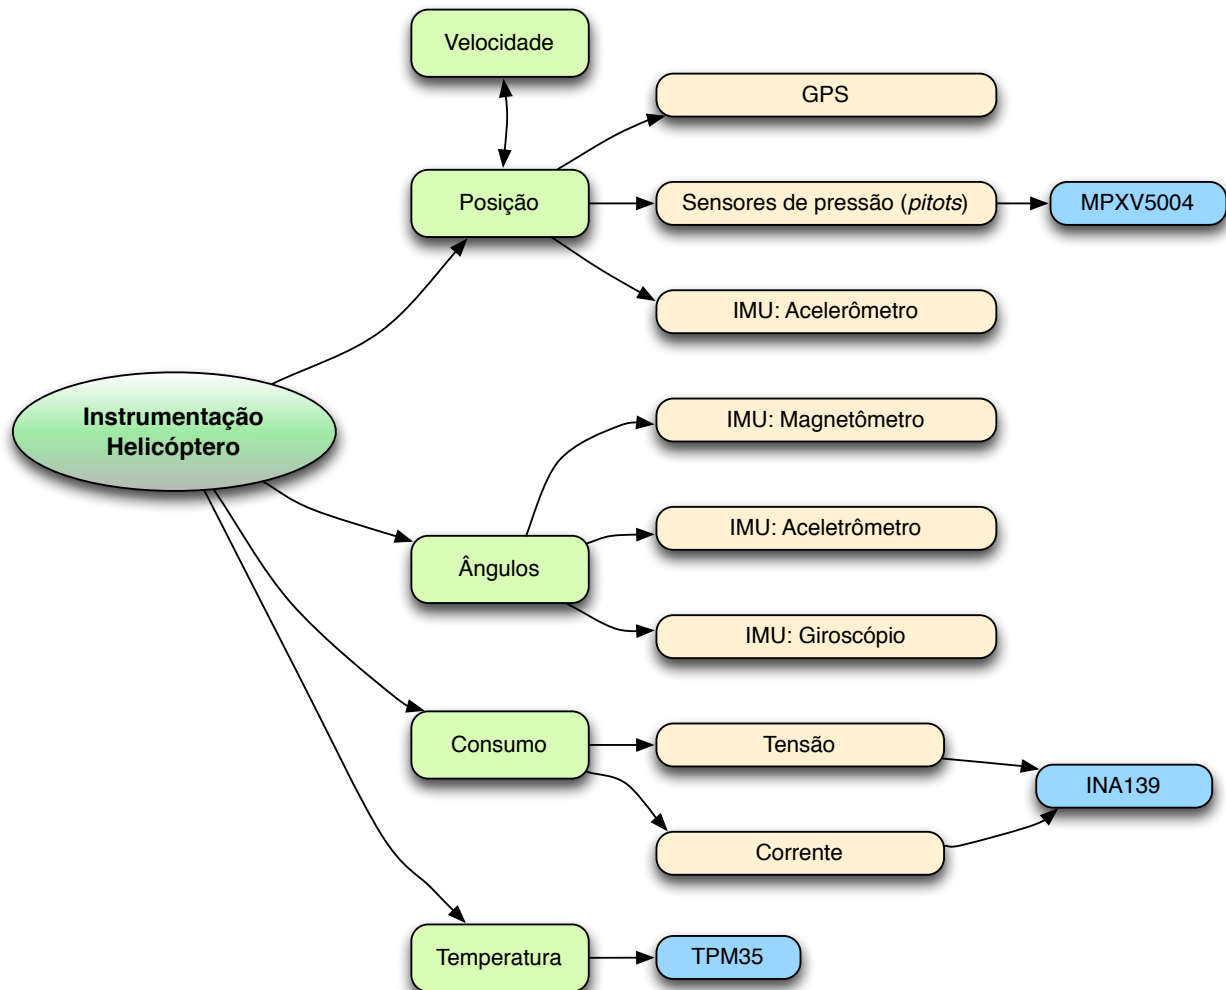 Velocidade
GPS
Posição
Sensores de pressão (pitots)
MPXV5004
IMU: Acelerômetro
Instrumentação
Helicóptero
IMU: Magnetômetro
IMU: Aceletrômetro
Ângulos
IMU: Giroscópio
Consumo
Tensão
INA139
Corrente
Temperatura
TPM35